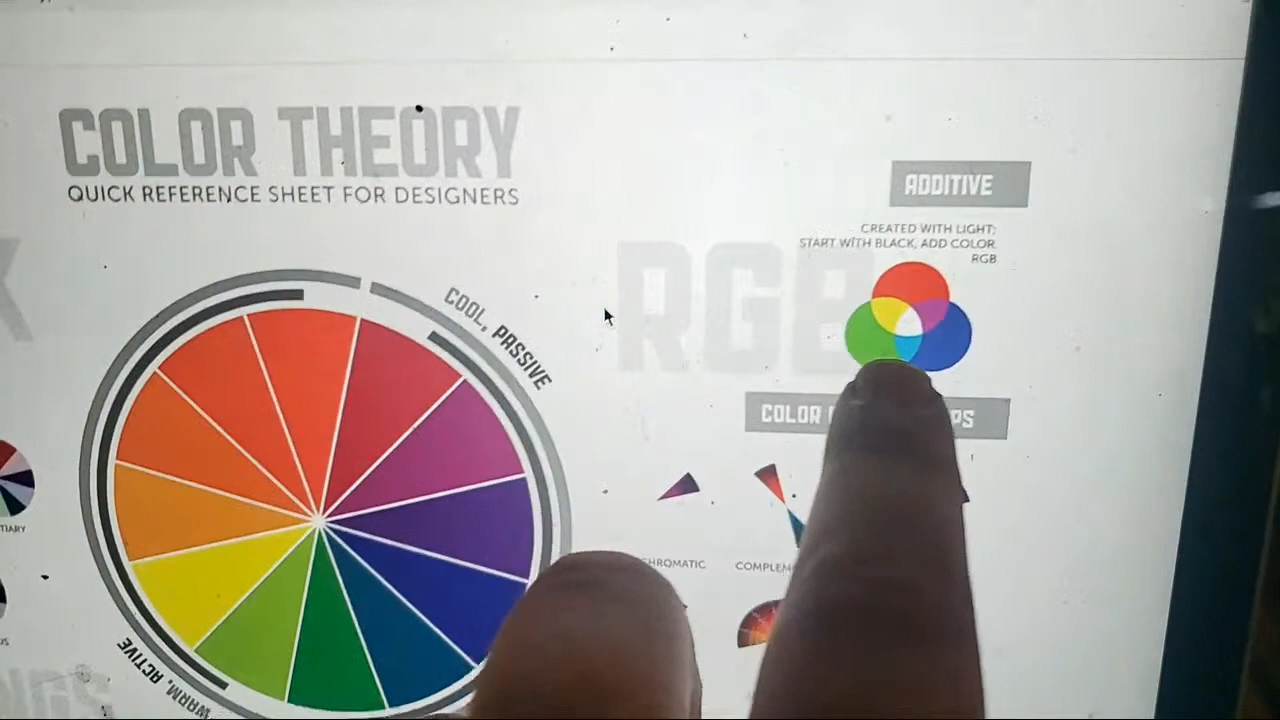 COLOR THEORY
QUICK REFERENCE SHEET FOR DESIGNERS
ADDITIVE
CREATED WITH LIGHT;
START WITH BLACK, ADD COLOR
RGB
RGB
COOL, PASSIVE
COLOR
WARM, ACTIVE